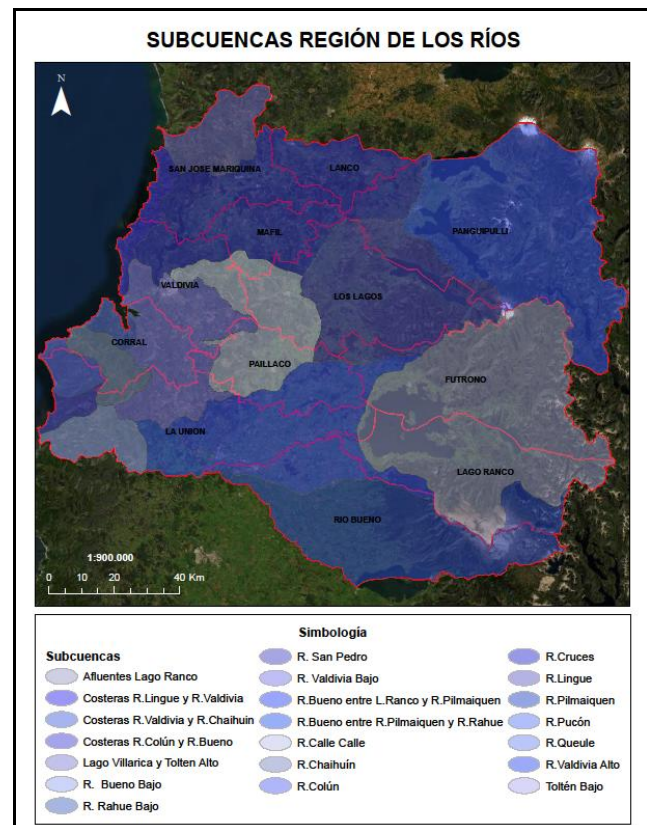 SUBCUENCAS REGIÓN DE LOS RÍOS
N
SAN JOSE MARIQUINA
LANCO
PANGUIPULLI
MAFIL
VALDIVIA
LOS LAGOS
CORRAL
PAILLACO
FUTRONO
LA UNION
LAGO RANCO
RIO BUENO
1:900.000
0 10 20 40 Km
Simbología
Subcuencas
Afluentes Lago Ranco
Costeras R.Lingue y R.Valdivia
Costeras R.Valdivia y R.Chaihuin
Costeras R.Colún y R.Bueno
Lago Villarica y Tolten Alto
R. Bueno Bajo
R. Rahue Bajo
R. San Pedro
R. Valdivia Bajo
R.Bueno entre L.Ranco y R.Pilmaiquen
R.Bueno entre R.Pilmaiquen y R.Rahue
R.Calle Calle
R.Chaihuín
R.Colún
R.Cruces
R.Lingue
R.Pilmaiquen
R.Pucón
R.Queule
R.Valdivia Alto
Toltén Bajo